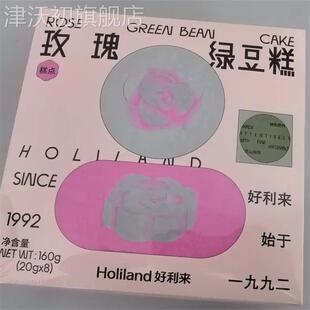 津沃初旗舰店
ROSE GREEN BEAN CAKE
玫瑰 绿豆糕
糕点
HOLILAND
SINCE
1992
好利来
始于
一九九二
净含量
NET WT: 160g
(20gx8)
Holiland 好利来